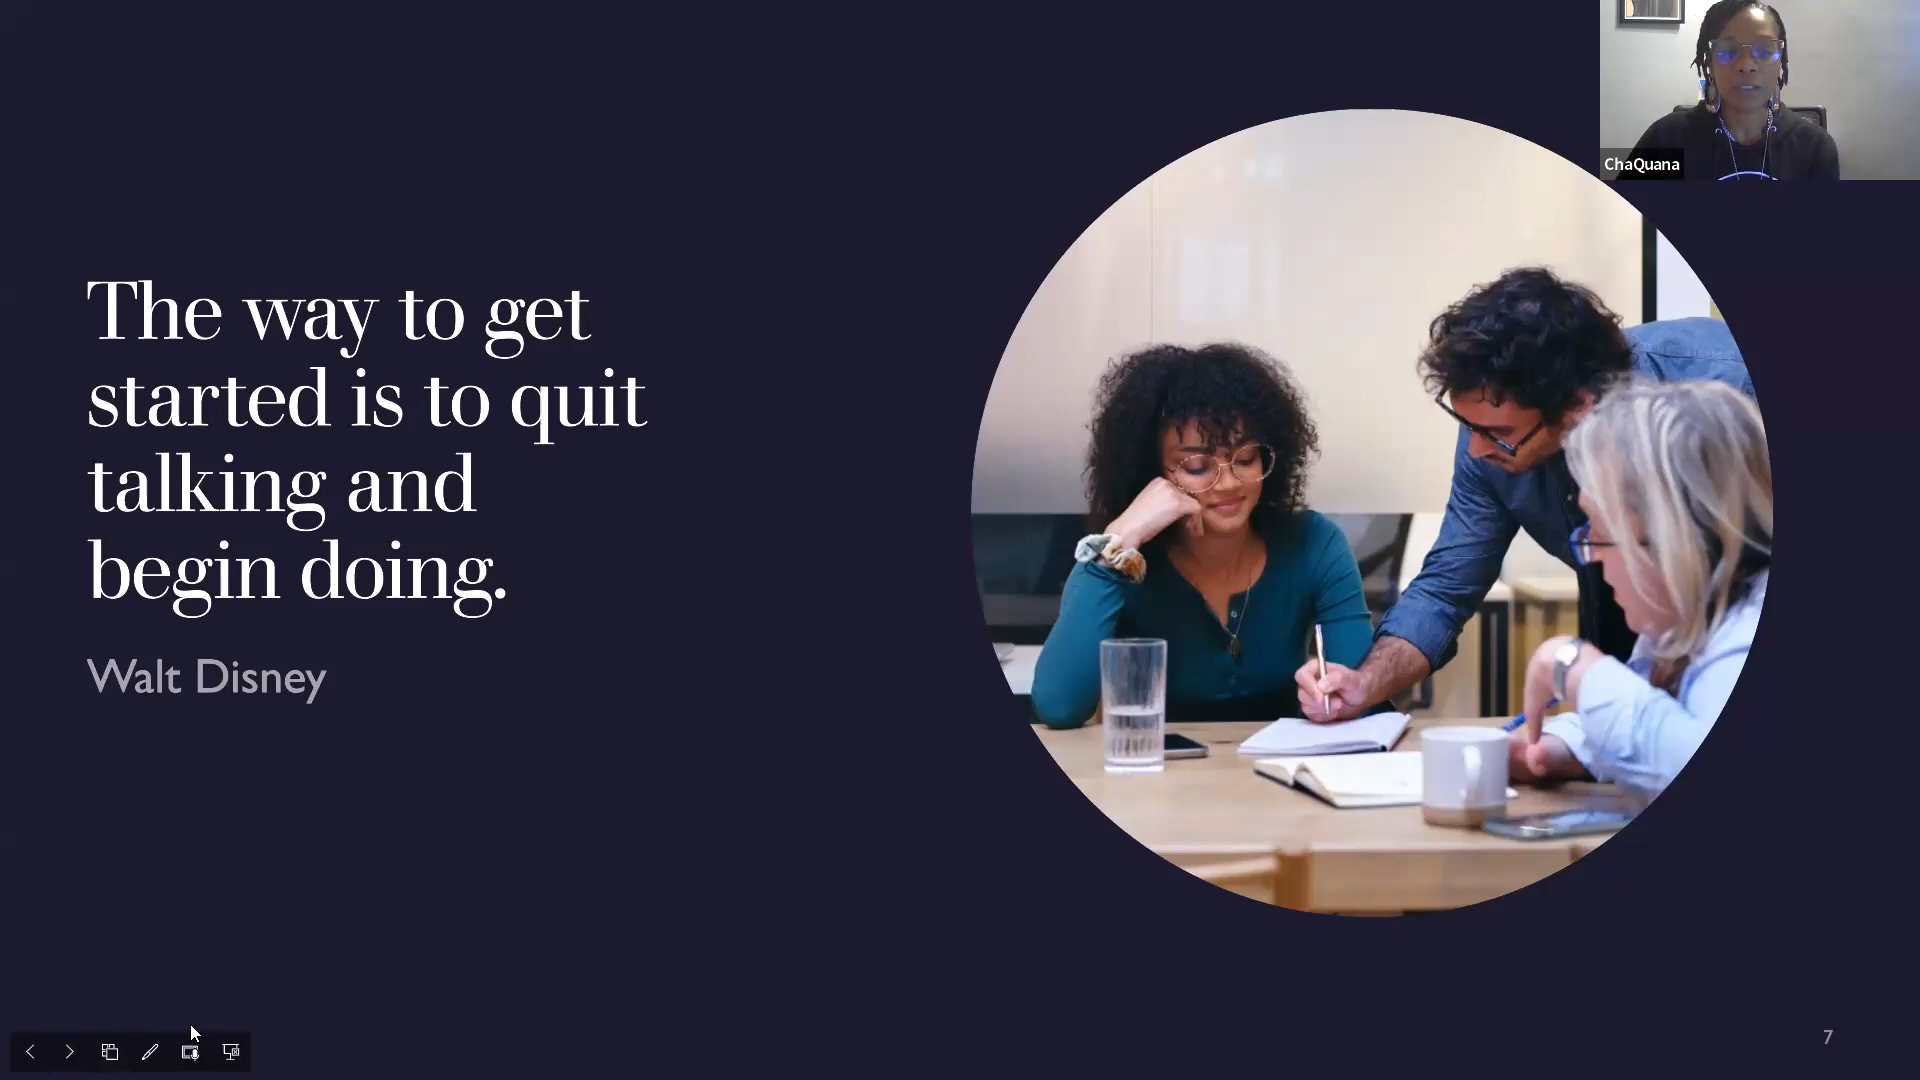 The way to get
started is to quit
talking and
begin doing.
Walt Disney
ChaQuana
7